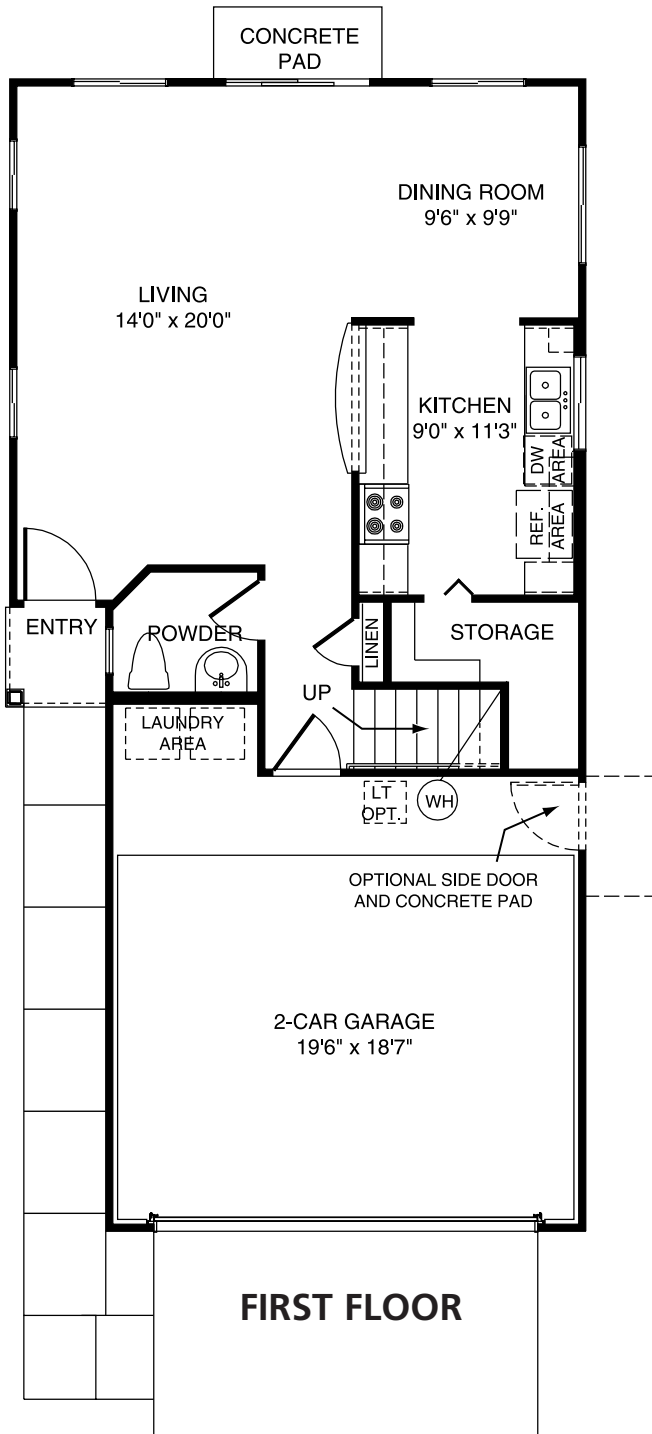 CONCRETE
PAD
DINING ROOM
9'6" x 9'9"
LIVING
14'0" x 20'0"
KITCHEN
9'0" x 11'3"
DW
AREA
REF.
AREA
ENTRY
POWDER
LINEN
STORAGE
UP
LAUNDRY
AREA
LT
OPT.
WH
OPTIONAL SIDE DOOR
AND CONCRETE PAD
2-CAR GARAGE
19'6" x 18'7"
FIRST FLOOR